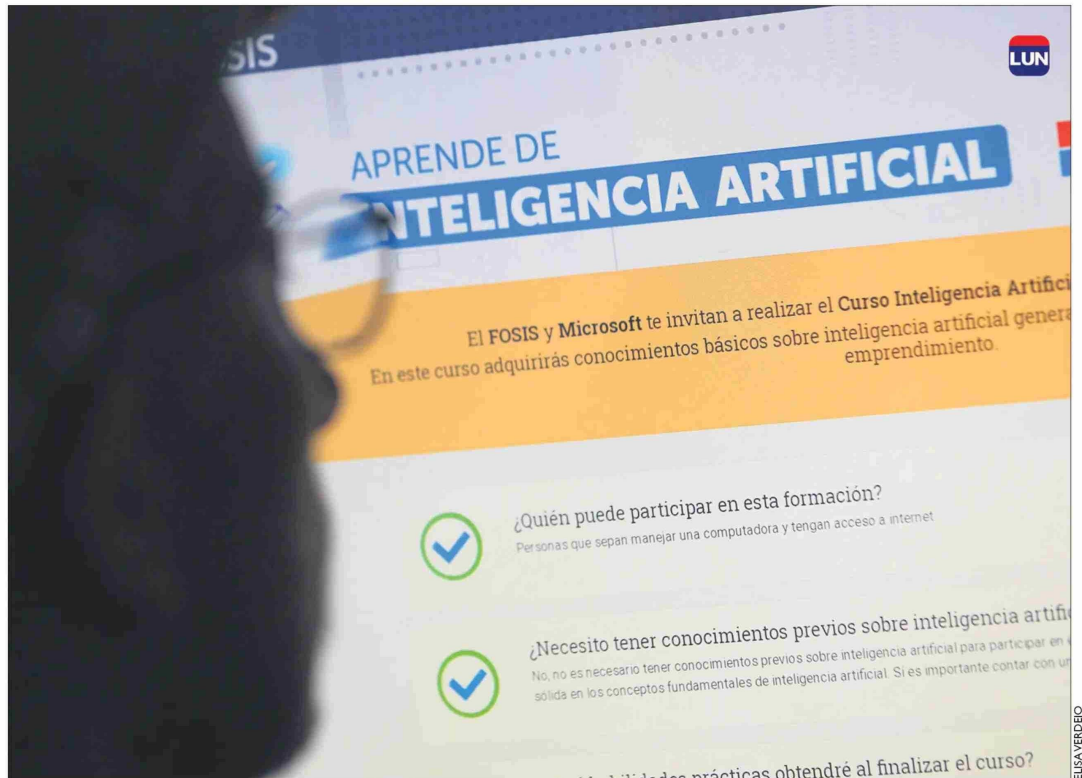 SIS
LUN
APRENDE DE
INTELIGENCIA ARTIFICIAL
El FOSIS y Microsoft te invitan a realizar el Curso Inteligencia Artifici
En este curso adquirirás conocimientos básicos sobre inteligencia artificial genera
emprendimiento.
¿Quién puede participar en esta formación?
Personas que sepan manejar una computadora y tengan acceso a internet
¿Necesito tener conocimientos previos sobre inteligencia artifi
No, no es necesario tener conocimientos previos sobre inteligencia artificial para participar en
sólida en los conceptos fundamentales de inteligencia artificial. Si es importante contar con un
prácticas obtendré al finalizar el curso?
ELISA VERDEJO